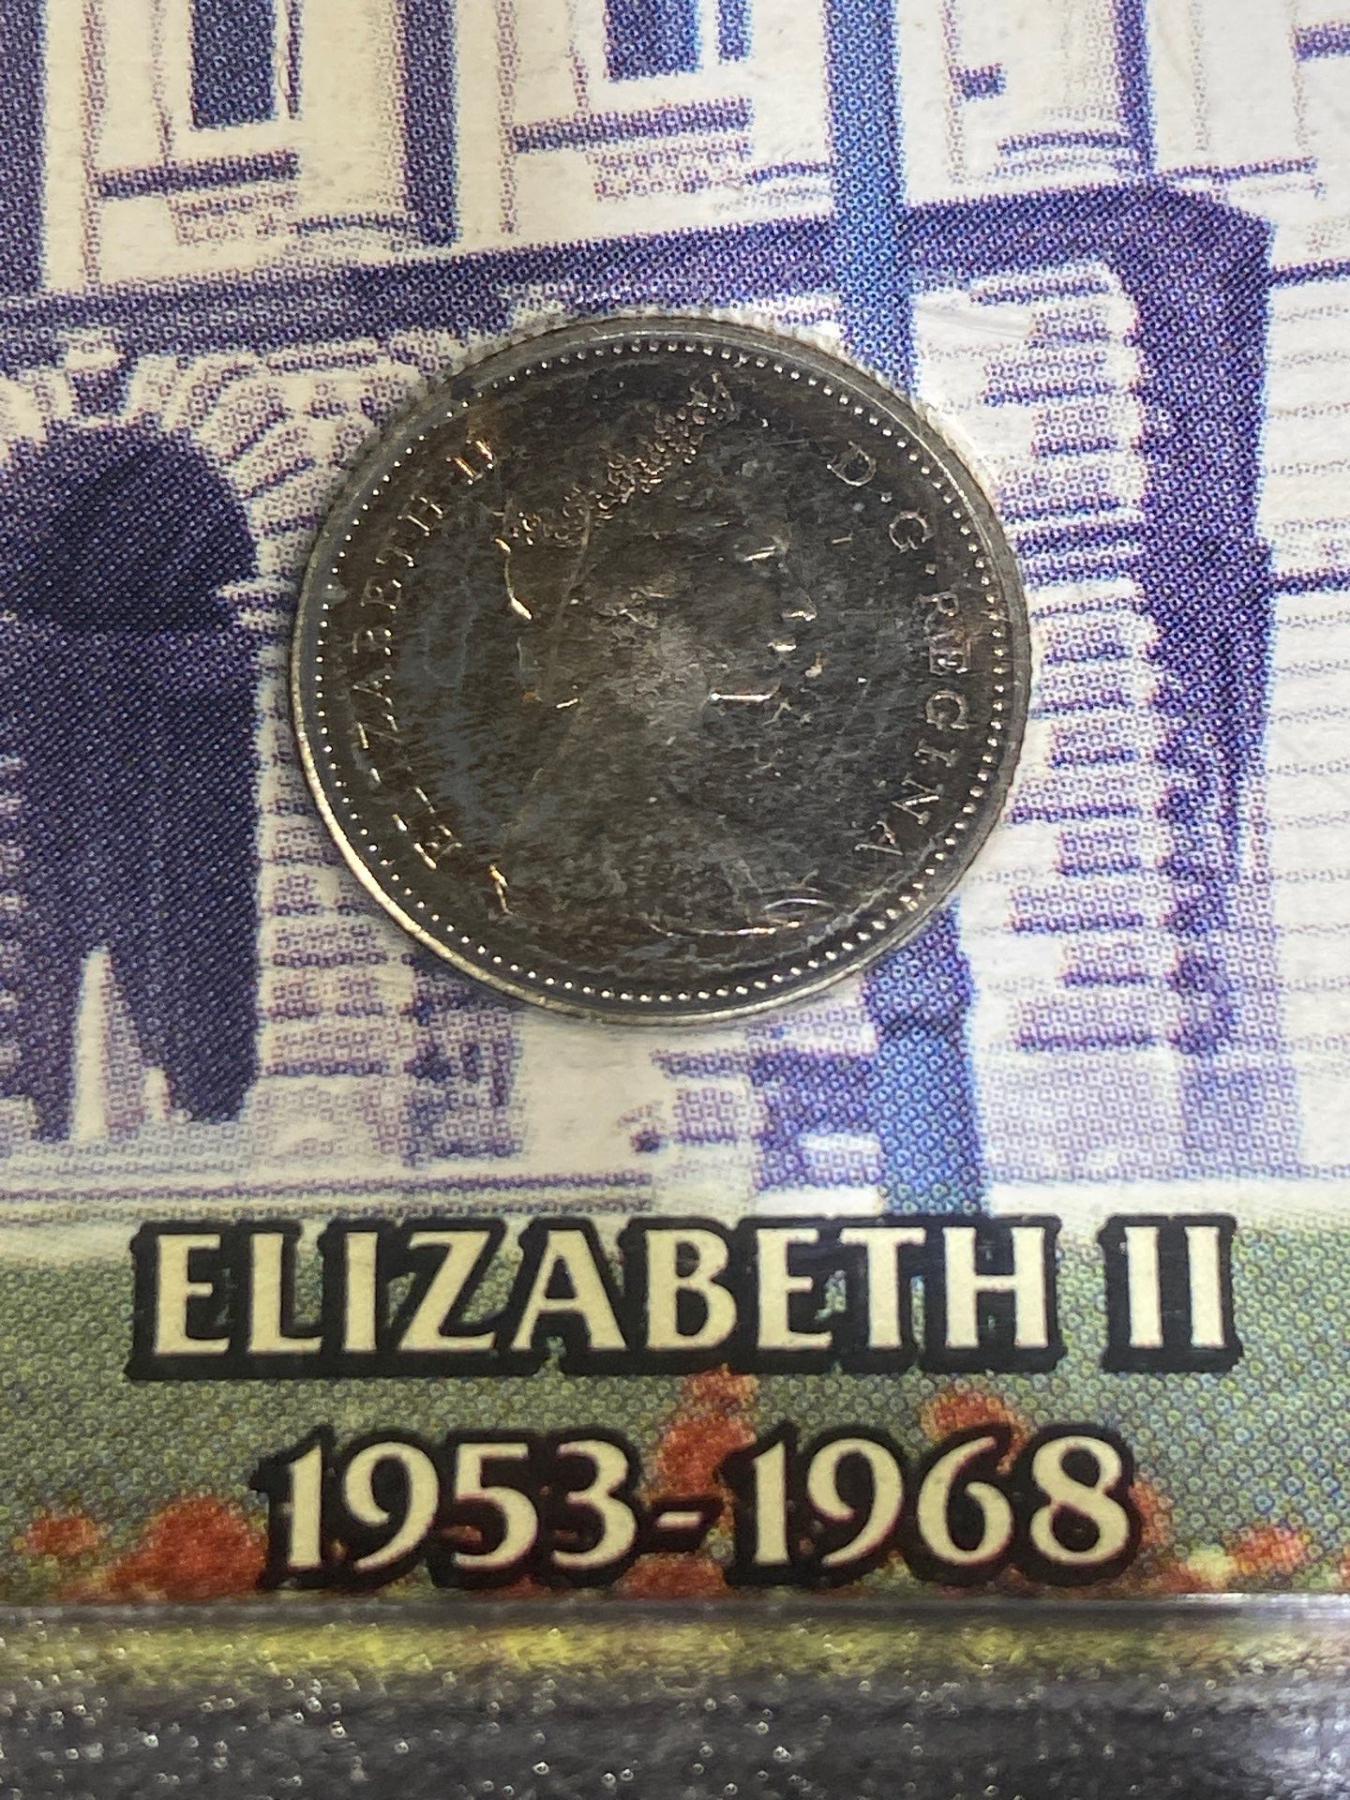 ELIZABETH II D·G·REGINA
ELIZABETH II
1953-1968